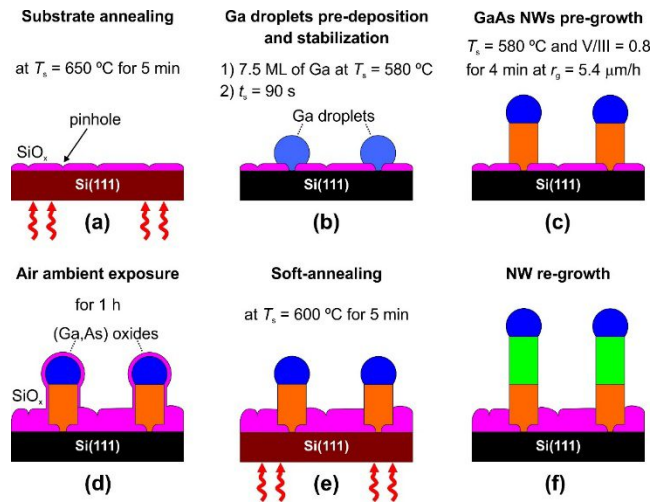 Substrate annealing
at Ts = 650 ºC for 5 min
pinhole
SiOx
Si(111)
(a)
Ga droplets pre-deposition
and stabilization
1) 7.5 ML of Ga at Ts = 580 ºC
2) ts = 90 s
Ga droplets
Si(111)
(b)
GaAs NWs pre-growth
Ts = 580 ºC and V/III = 0.8
for 4 min at rg = 5.4 μm/h
Si(111)
(c)
Air ambient exposure
for 1 h
(Ga,As) oxides
SiOx
Si(111)
(d)
Soft-annealing
at Ts = 600 ºC for 5 min
Si(111)
(e)
NW re-growth
Si(111)
(f)